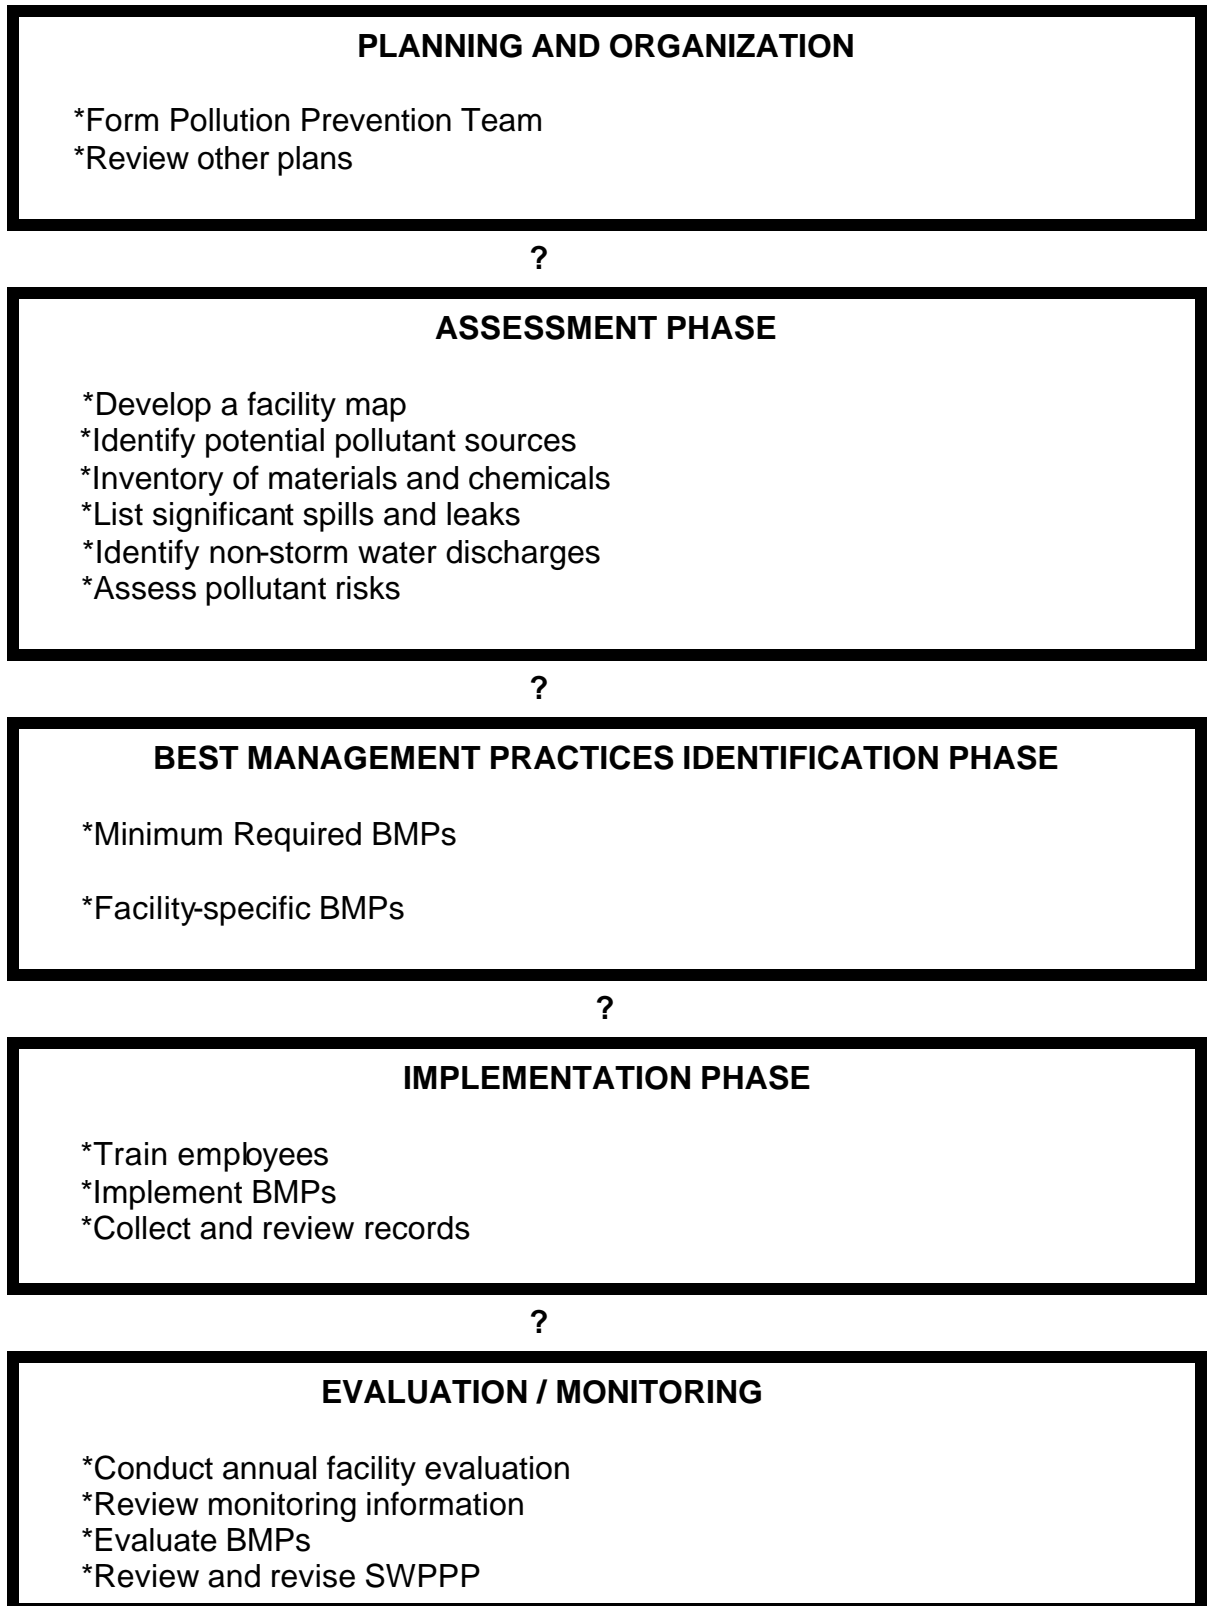 PLANNING AND ORGANIZATION
*Form Pollution Prevention Team
*Review other plans
?
ASSESSMENT PHASE
*Develop a facility map
*Identify potential pollutant sources
*Inventory of materials and chemicals
*List significant spills and leaks
*Identify non-storm water discharges
*Assess pollutant risks
?
BEST MANAGEMENT PRACTICES IDENTIFICATION PHASE
*Minimum Required BMPs
*Facility-specific BMPs
?
IMPLEMENTATION PHASE
*Train employees
*Implement BMPs
*Collect and review records
?
EVALUATION / MONITORING
*Conduct annual facility evaluation
*Review monitoring information
*Evaluate BMPs
*Review and revise SWPPP